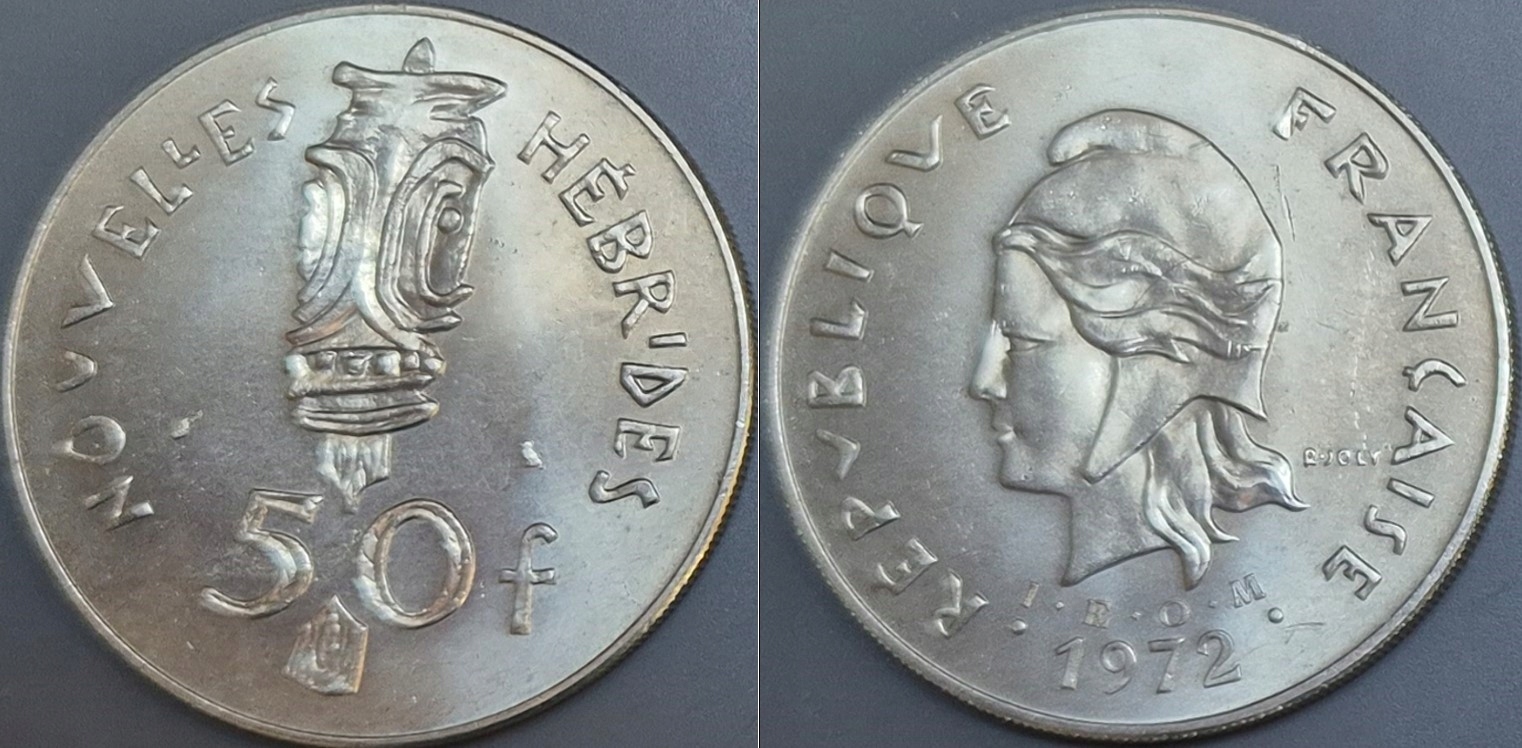 NOUVELLES HÉBRIDES
50 f
RÉPUBLIQUE FRANÇAISE
R·JOLY
I·R·O·M·
1972